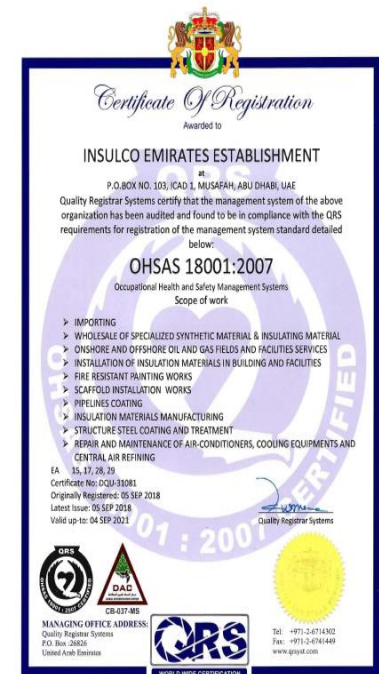 Certificate Of Registration
Awarded to
INSULCO EMIRATES ESTABLISHMENT
at
P.O.BOX NO. 103, ICAD 1, MUSAFAH, ABU DHABI, UAE
Quality Registrar Systems certify that the management system of the above
organization has been audited and found to be in compliance with the QRS
requirements for registration of the management system standard detailed
below:
OHSAS 18001:2007
Occupational Health and Safety Management Systems
Scope of work
➢ IMPORTING
➢ WHOLESALE OF SPECIALIZED SYNTHETIC MATERIAL & INSULATING MATERIAL
➢ ONSHORE AND OFFSHORE OIL AND GAS FIELDS AND FACILITIES SERVICES
➢ INSTALLATION OF INSULATION MATERIALS IN BUILDING AND FACILITIES
➢ FIRE RESISTANT PAINTING WORKS
➢ SCAFFOLD INSTALLATION WORKS
➢ PIPELINES COATING
➢ INSULATION MATERIALS MANUFACTURING
➢ STRUCTURE STEEL COATING AND TREATMENT
➢ REPAIR AND MAINTENANCE OF AIR-CONDITIONERS, COOLING EQUIPMENTS AND
CENTRAL AIR REFINING
EA 15, 17, 28, 29
Certificate No: DQU-31081
Originally Registered: 05 SEP 2018
Latest Issue: 05 SEP 2018
Valid up-to: 04 SEP 2021
Quality Registrar Systems
QRS
OHSAS 18001 : 2007 CERTIFIED
DAC
CB-037-MS
MANAGING OFFICE ADDRESS:
Quality Registrar Systems
P.O. Box :26826
United Arab Emirates
QRS
WORLD WIDE CERTIFICATION
Tel: +971-2-6714302
Fax: +971-2-6741449
www.qrsyst.com